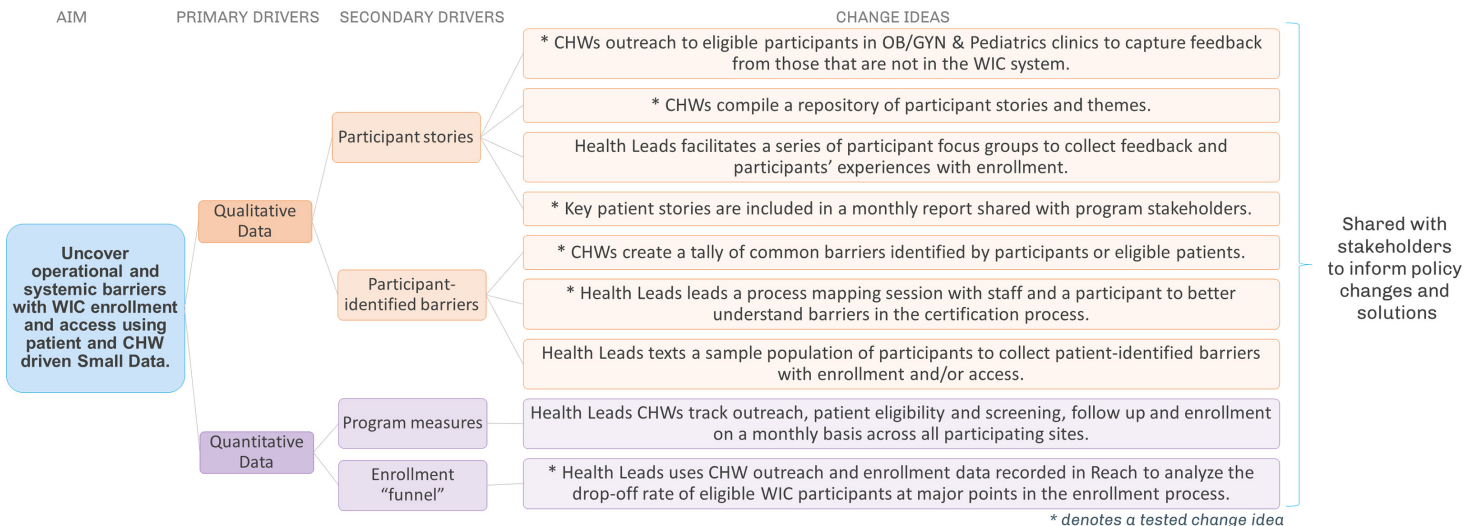 AIM
PRIMARY DRIVERS
SECONDARY DRIVERS
CHANGE IDEAS
Uncover
operational and
systemic barriers
with WIC enrollment
and access using
patient and CHW
driven Small Data.
Qualitative
Data
Participant stories
* CHWs outreach to eligible participants in OB/GYN & Pediatrics clinics to capture feedback
from those that are not in the WIC system.
* CHWs compile a repository of participant stories and themes.
Health Leads facilitates a series of participant focus groups to collect feedback and
participants’ experiences with enrollment.
* Key patient stories are included in a monthly report shared with program stakeholders.
Participant-
identified barriers
* CHWs create a tally of common barriers identified by participants or eligible patients.
* Health Leads leads a process mapping session with staff and a participant to better
understand barriers in the certification process.
Health Leads texts a sample population of participants to collect patient-identified barriers
with enrollment and/or access.
Quantitative
Data
Program measures
Health Leads CHWs track outreach, patient eligibility and screening, follow up and enrollment
on a monthly basis across all participating sites.
Enrollment
“funnel”
* Health Leads uses CHW outreach and enrollment data recorded in Reach to analyze the
drop-off rate of eligible WIC participants at major points in the enrollment process.
Shared with
stakeholders
to inform policy
changes and
solutions
* denotes a tested change idea